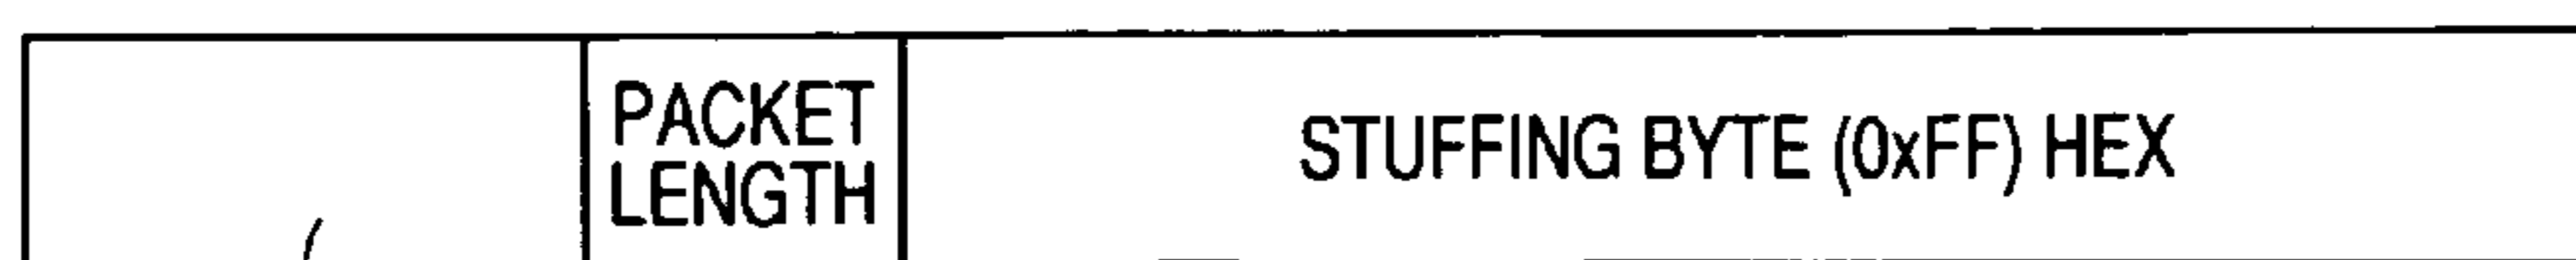 PACKET
LENGTH
STUFFING BYTE (0xFF) HEX